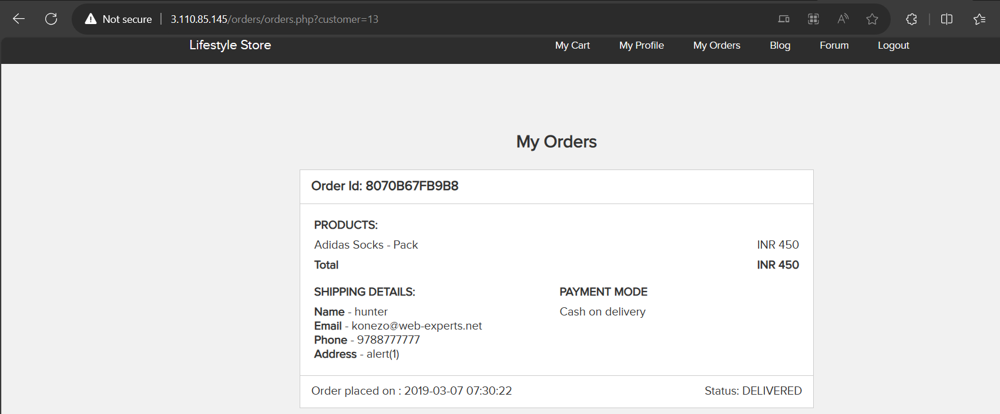 Not secure | 3.110.85.145/orders/orders.php?customer=13
Lifestyle Store My Cart My Profile My Orders Blog Forum Logout
My Orders
Order Id: 8070B67FB9B8
PRODUCTS:
Adidas Socks - Pack INR 450
Total INR 450
SHIPPING DETAILS: PAYMENT MODE
Name - hunter Cash on delivery
Email - konezo@web-experts.net
Phone - 9788777777
Address - alert(1)
Order placed on : 2019-03-07 07:30:22 Status: DELIVERED